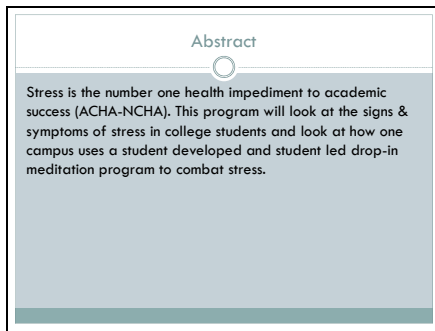 Abstract
Stress is the number one health impediment to academic
success (ACHA-NCHA). This program will look at the signs &
symptoms of stress in college students and look at how one
campus uses a student developed and student led drop-in
meditation program to combat stress.